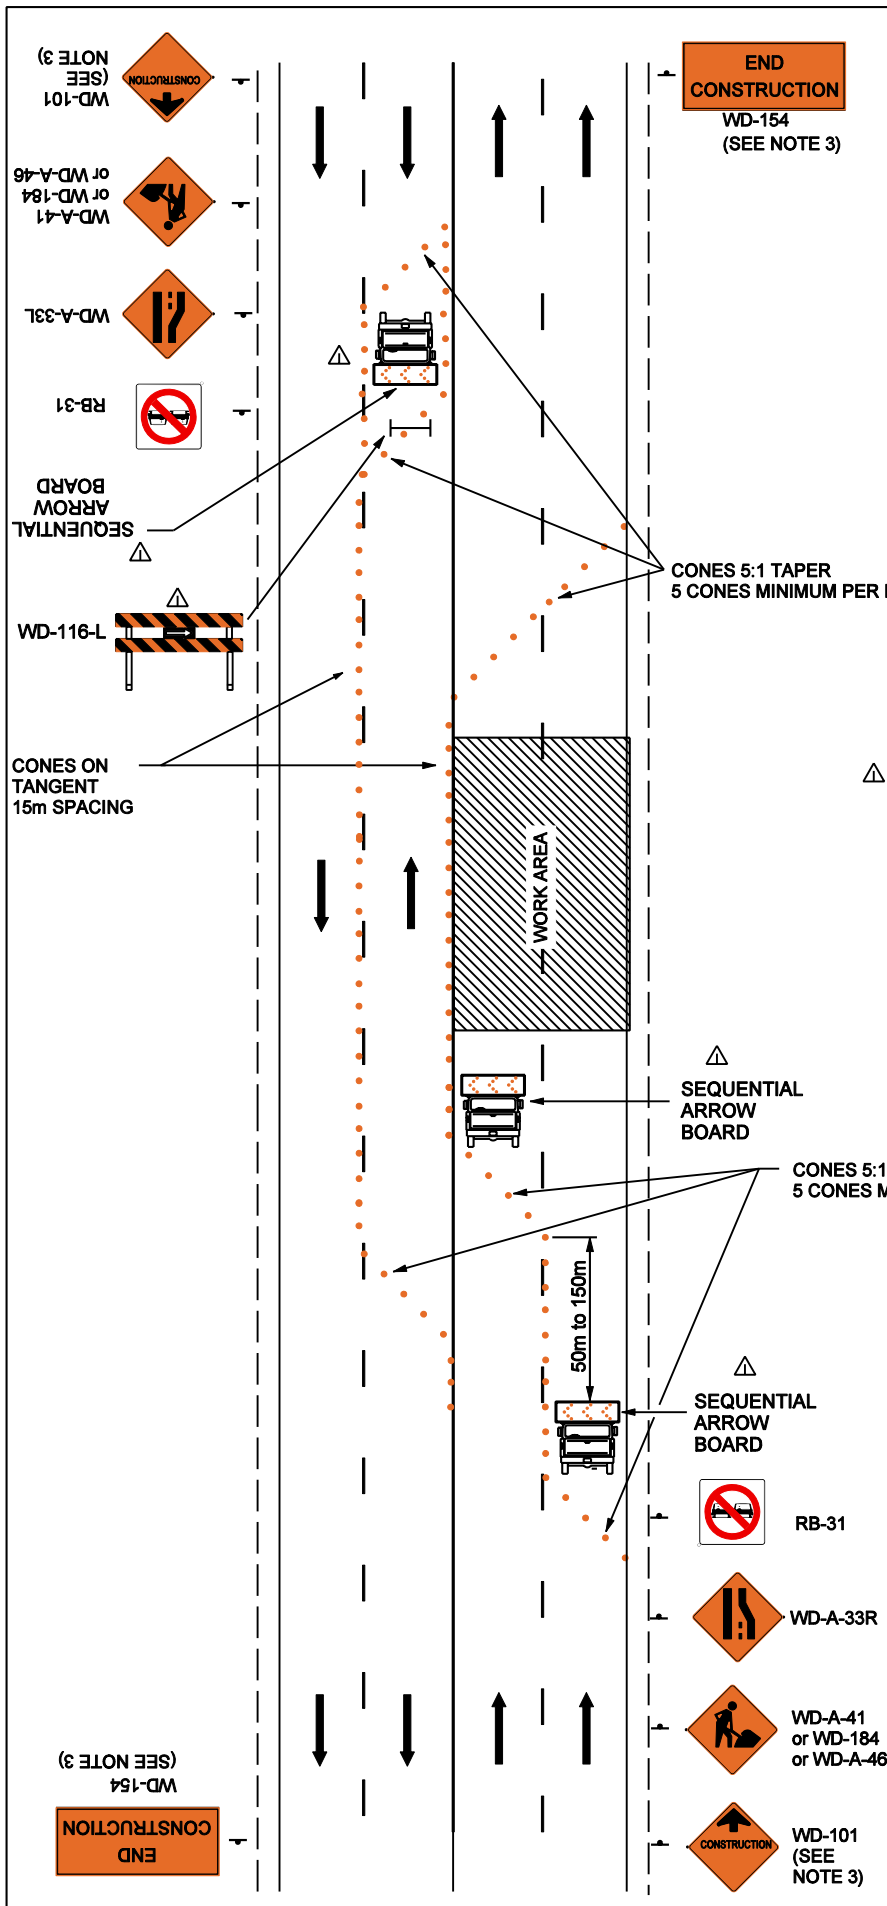 CONSTRUCTION
WD-101
(SEE
NOTE 3)
WD-A-41
or WD-184
or WD-A-46
WD-A-33L
RB-31
SEQUENTIAL
ARROW
BOARD
WD-116-L
CONES ON
TANGENT
15m SPACING
END
CONSTRUCTION
WD-154
(SEE NOTE 3)
CONES 5:1 TAPER
5 CONES MINIMUM PER
WORK AREA
SEQUENTIAL
ARROW
BOARD
CONES 5:1
5 CONES
50m to 150m
SEQUENTIAL
ARROW
BOARD
RB-31
WD-A-33R
WD-A-41
or WD-184
or WD-A-46
CONSTRUCTION
WD-101
(SEE
NOTE 3)
WD-154
(SEE NOTE 3)
END
CONSTRUCTION